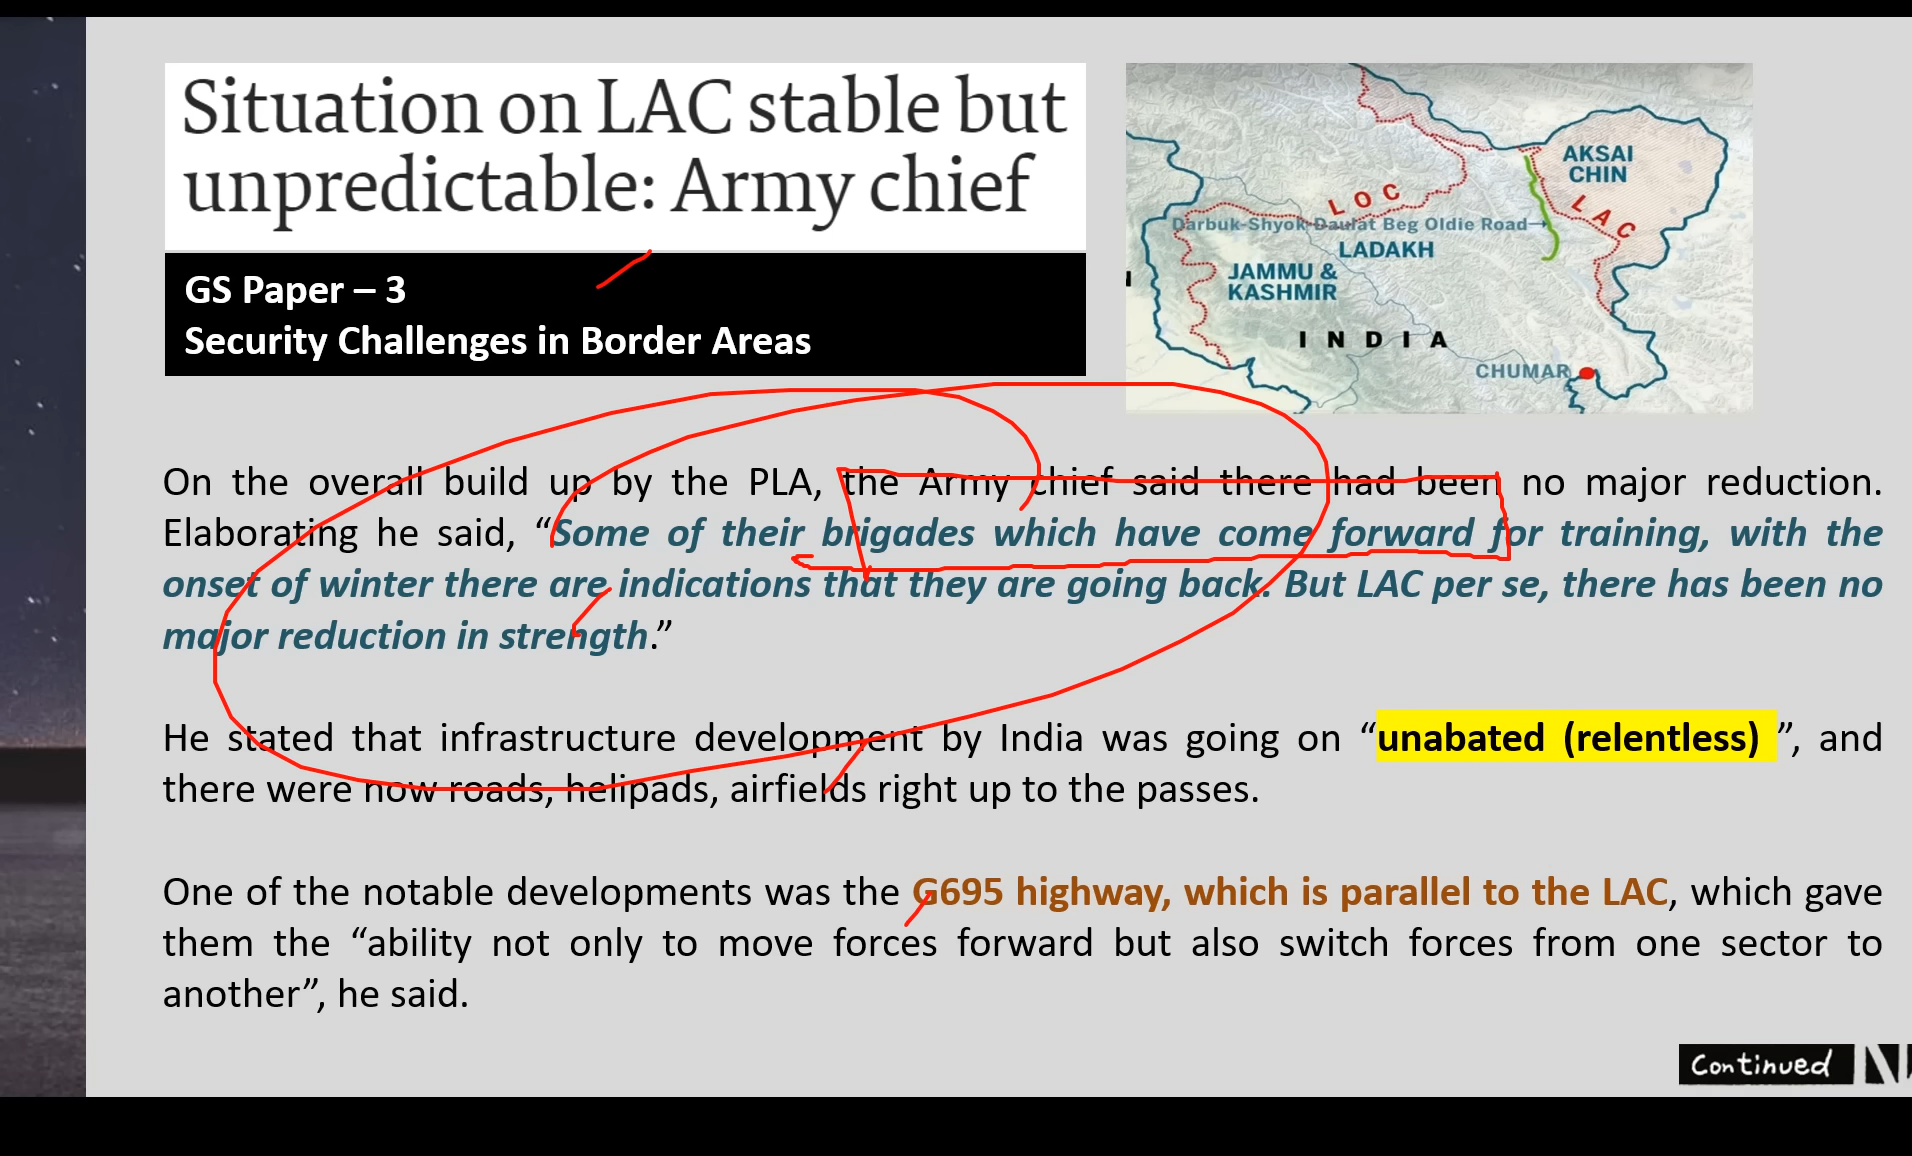 Situation on LAC stable but
unpredictable: Army chief
GS Paper – 3
Security Challenges in Border Areas
AKSAI
CHIN
LOC
LAC
Darbuk-Shyok-Daulat Beg Oldie Road
LADAKH
JAMMU &
KASHMIR
INDIA
CHUMAR
On the overall build up by the PLA, the Army chief said there had been no major reduction.
Elaborating he said, “Some of their brigades which have come forward for training, with the
onset of winter there are indications that they are going back. But LAC per se, there has been no
major reduction in strength.”
He stated that infrastructure development by India was going on “unabated (relentless) ”, and
there were now roads, helipads, airfields right up to the passes.
One of the notable developments was the G695 highway, which is parallel to the LAC, which gave
them the “ability not only to move forces forward but also switch forces from one sector to
another”, he said.
Continued